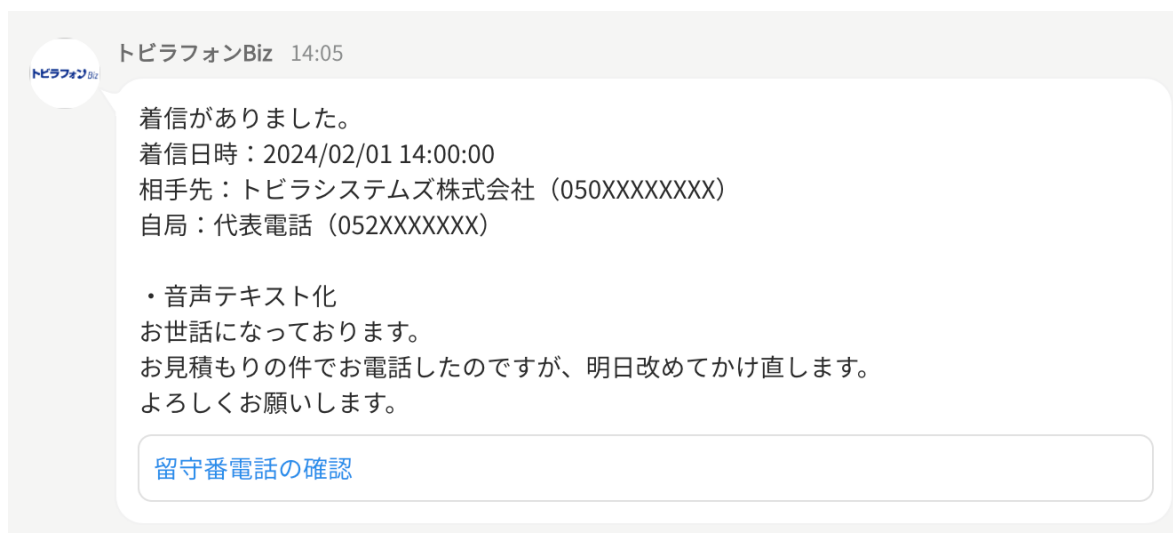 トビラフォンBiz 14:05
トビラフォンBiz
着信がありました。
着信日時：2024/02/01 14:00:00
相手先：トビラシステムズ株式会社（050XXXXXXXX）
自局：代表電話（052XXXXXXX）
・音声テキスト化
お世話になっております。
お見積もりの件でお電話したのですが、明日改めてかけ直します。
よろしくお願いします。
留守番電話の確認